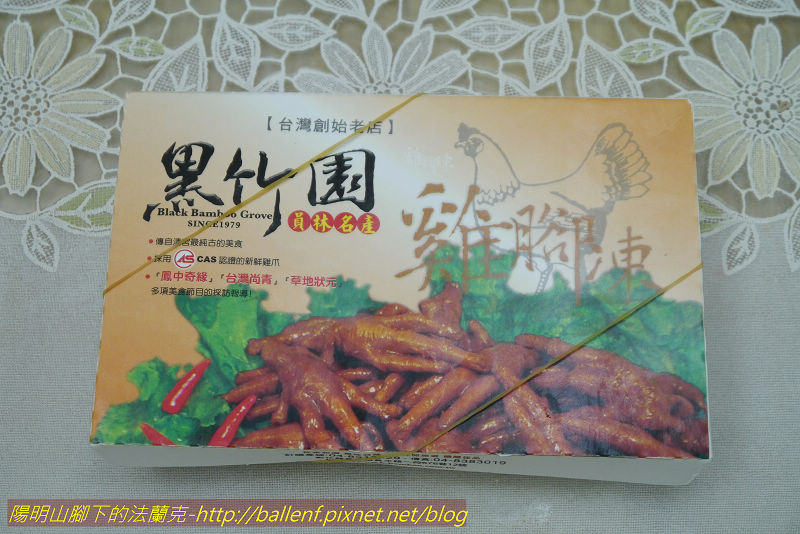 【台灣創始老店】
黑竹園
Black Bamboo Grove
SINCE1979
員林名產
雞腳凍
• 傳自清宮最純古的美食
• 採用 CAS 認證的新鮮雞爪
• 「鳳中奇緣」「台灣尚青」「草地狀元」
多項美食節目的採訪報導!
04-8383019
陽明山腳下的法蘭克-http://ballenf.pixnet.net/blog